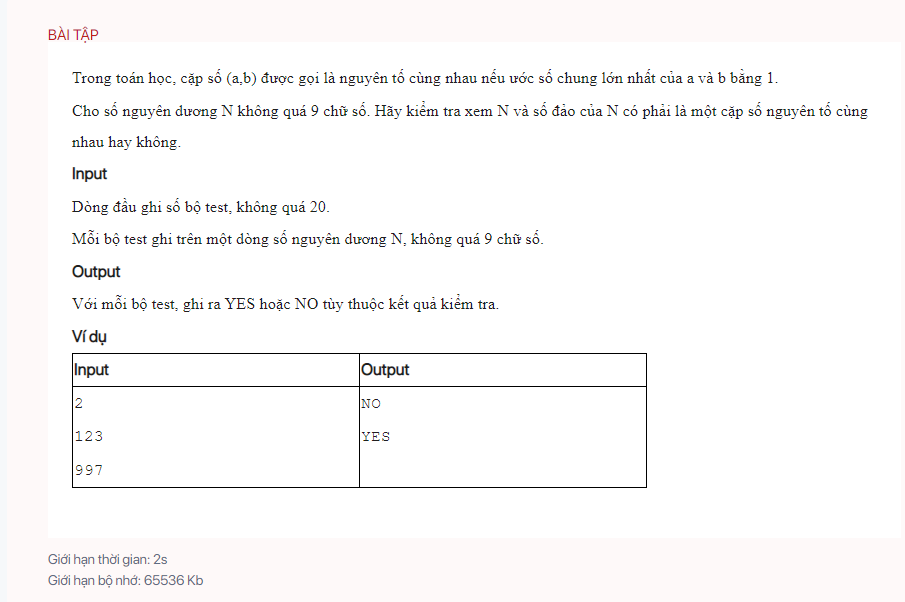 BÀI TẬP
Trong toán học, cặp số (a,b) được gọi là nguyên tố cùng nhau nếu ước số chung lớn nhất của a và b bằng 1.
Cho số nguyên dương N không quá 9 chữ số. Hãy kiểm tra xem N và số đảo của N có phải là một cặp số nguyên tố cùng
nhau hay không.
Input
Dòng đầu ghi số bộ test, không quá 20.
Mỗi bộ test ghi trên một dòng số nguyên dương N, không quá 9 chữ số.
Output
Với mỗi bộ test, ghi ra YES hoặc NO tùy thuộc kết quả kiểm tra.
Ví dụ
Input Output
2 NO
123 YES
997
Giới hạn thời gian: 2s
Giới hạn bộ nhớ: 65536 Kb